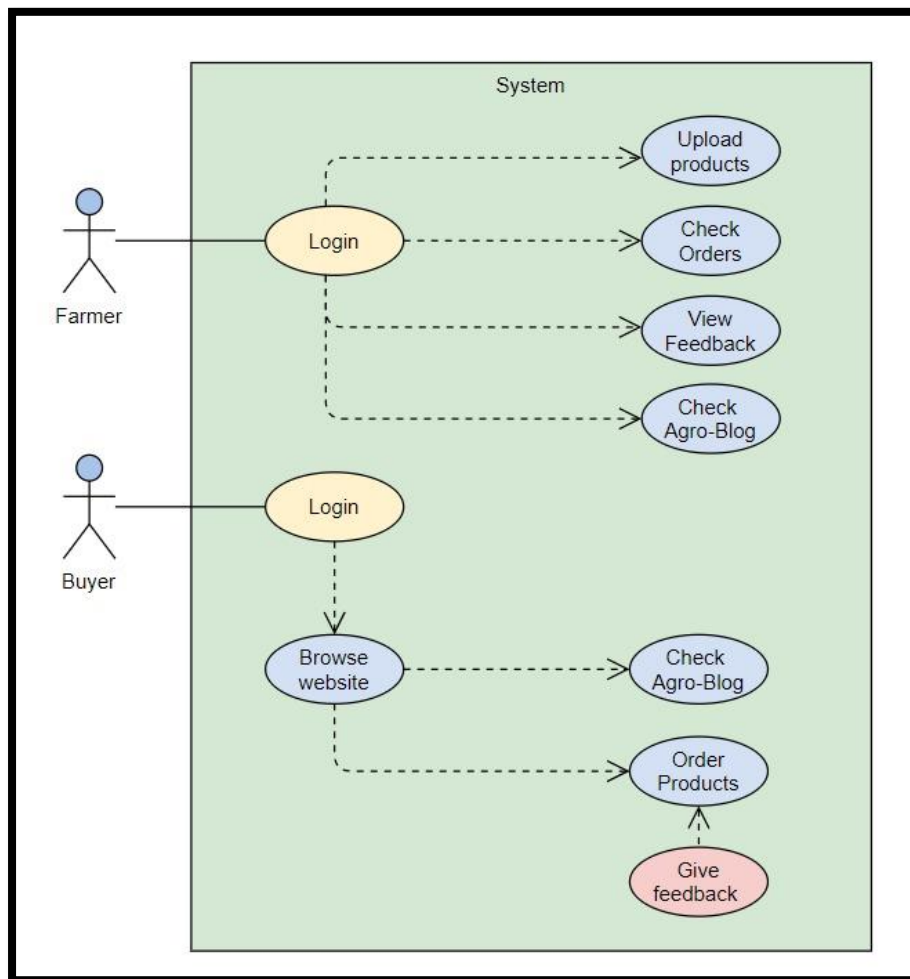 System
Upload
products
Login
Check
Orders
Farmer
View
Feedback
Check
Agro-Blog
Login
Buyer
Browse
website
Check
Agro-Blog
Order
Products
Give
feedback